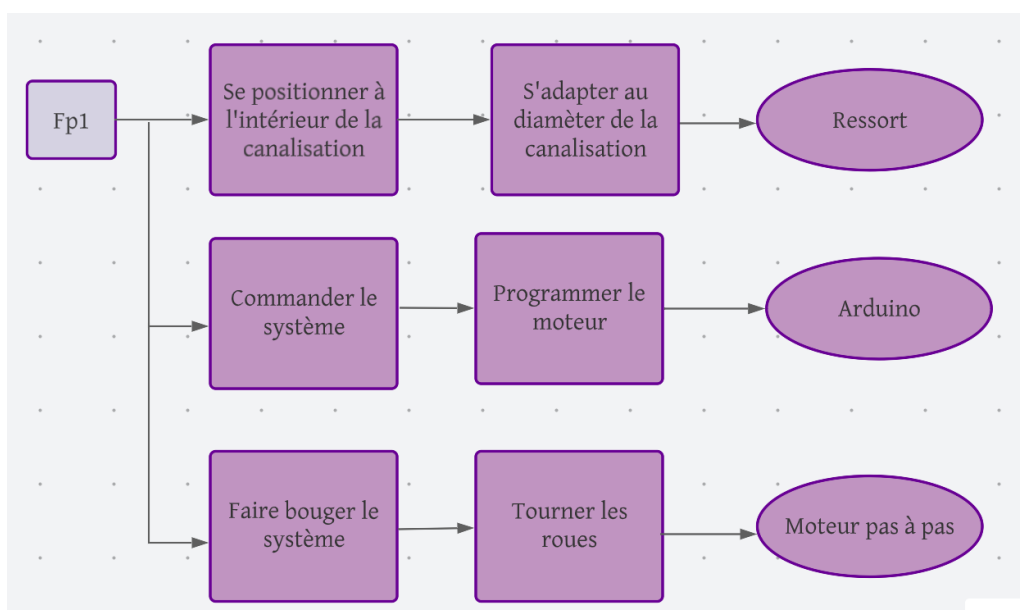 Fp1
Se positionner à
l'intérieur de la
canalisation
S'adapter au
diamèter de la
canalisation
Ressort
Commander le
système
Programmer le
moteur
Arduino
Faire bouger le
système
Tourner les
roues
Moteur pas à pas